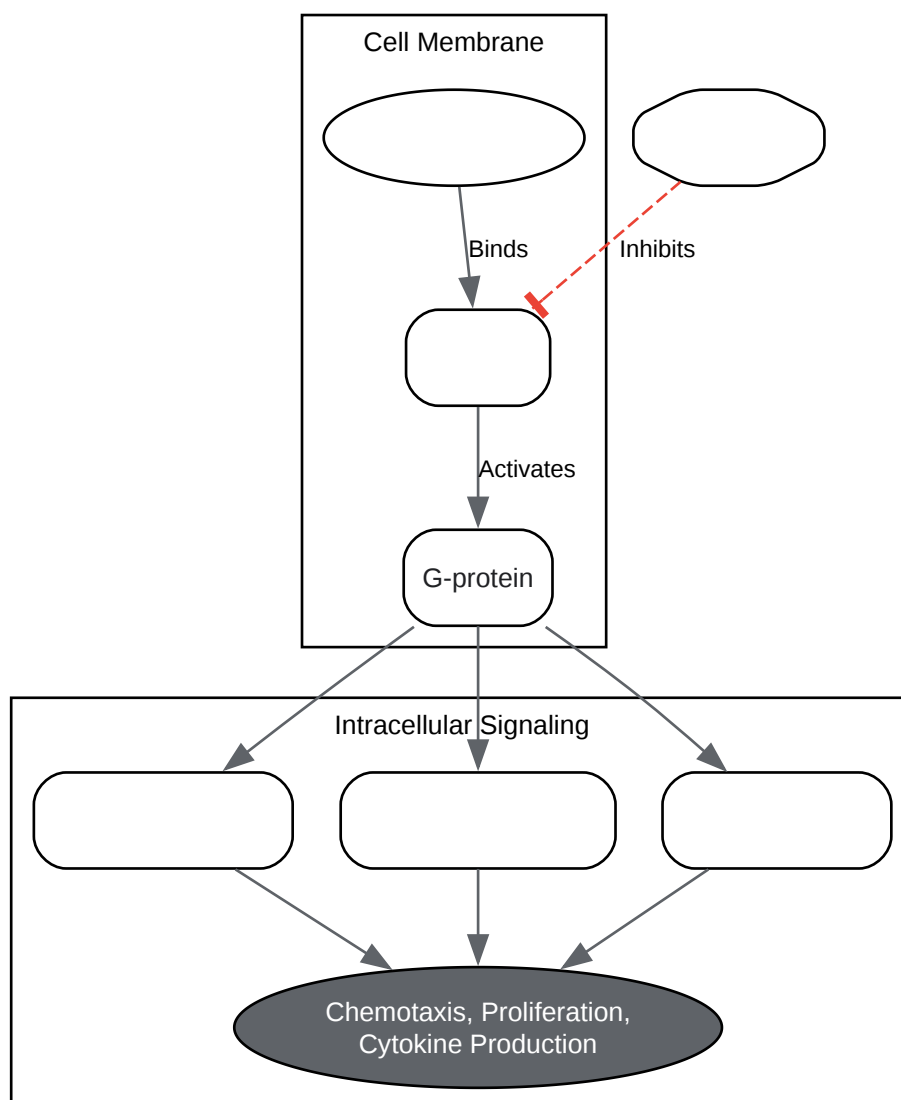 Cell Membrane
Binds
Inhibits
Activates
G-protein
Intracellular Signaling
Chemotaxis, Proliferation,
Cytokine Production